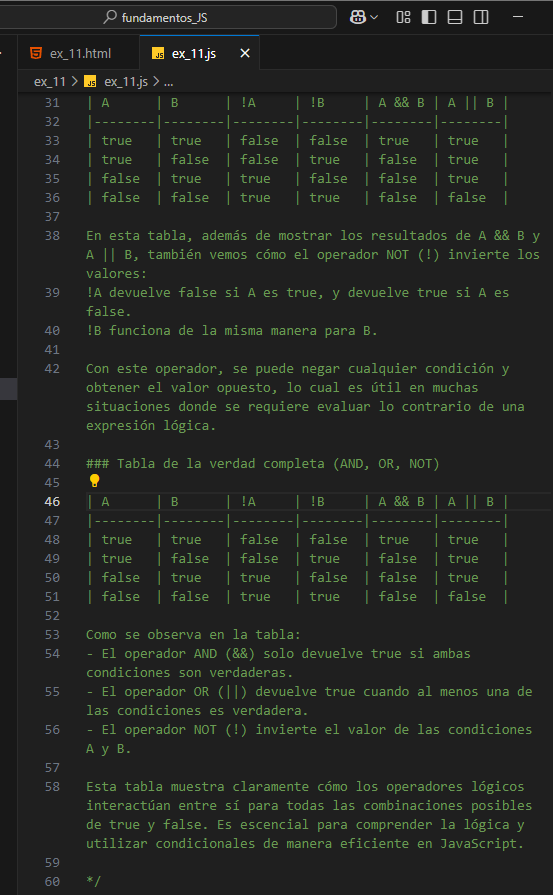 fundamentos_JS
ex_11.html JS ex_11.js
ex_11 > JS ex_11.js > ...
31 | A | B | !A | !B | A && B | A || B |
32 |--------|--------|--------|--------|--------|--------|
33 | true | true | false | false | true | true |
34 | true | false | false | true | false | true |
35 | false | true | true | false | false | true |
36 | false | false | true | true | false | false |
37
38 En esta tabla, además de mostrar los resultados de A && B y
A || B, también vemos cómo el operador NOT (!) invierte los
valores:
39 !A devuelve false si A es true, y devuelve true si A es
false.
40 !B funciona de la misma manera para B.
41
42 Con este operador, se puede negar cualquier condición y
obtener el valor opuesto, lo cual es útil en muchas
situaciones donde se requiere evaluar lo contrario de una
expresión lógica.
43
44 ### Tabla de la verdad completa (AND, OR, NOT)
45
46 | A | B | !A | !B | A && B | A || B |
47 |--------|--------|--------|--------|--------|--------|
48 | true | true | false | false | true | true |
49 | true | false | false | true | false | true |
50 | false | true | true | false | false | true |
51 | false | false | true | true | false | false |
52
53 Como se observa en la tabla:
54 - El operador AND (&&) solo devuelve true si ambas
condiciones son verdaderas.
55 - El operador OR (||) devuelve true cuando al menos una de
las condiciones es verdadera.
56 - El operador NOT (!) invierte el valor de las condiciones
A y B.
57
58 Esta tabla muestra claramente cómo los operadores lógicos
interactúan entre sí para todas las combinaciones posibles
de true y false. Es escencial para comprender la lógica y
utilizar condicionales de manera eficiente en JavaScript.
59
60 */